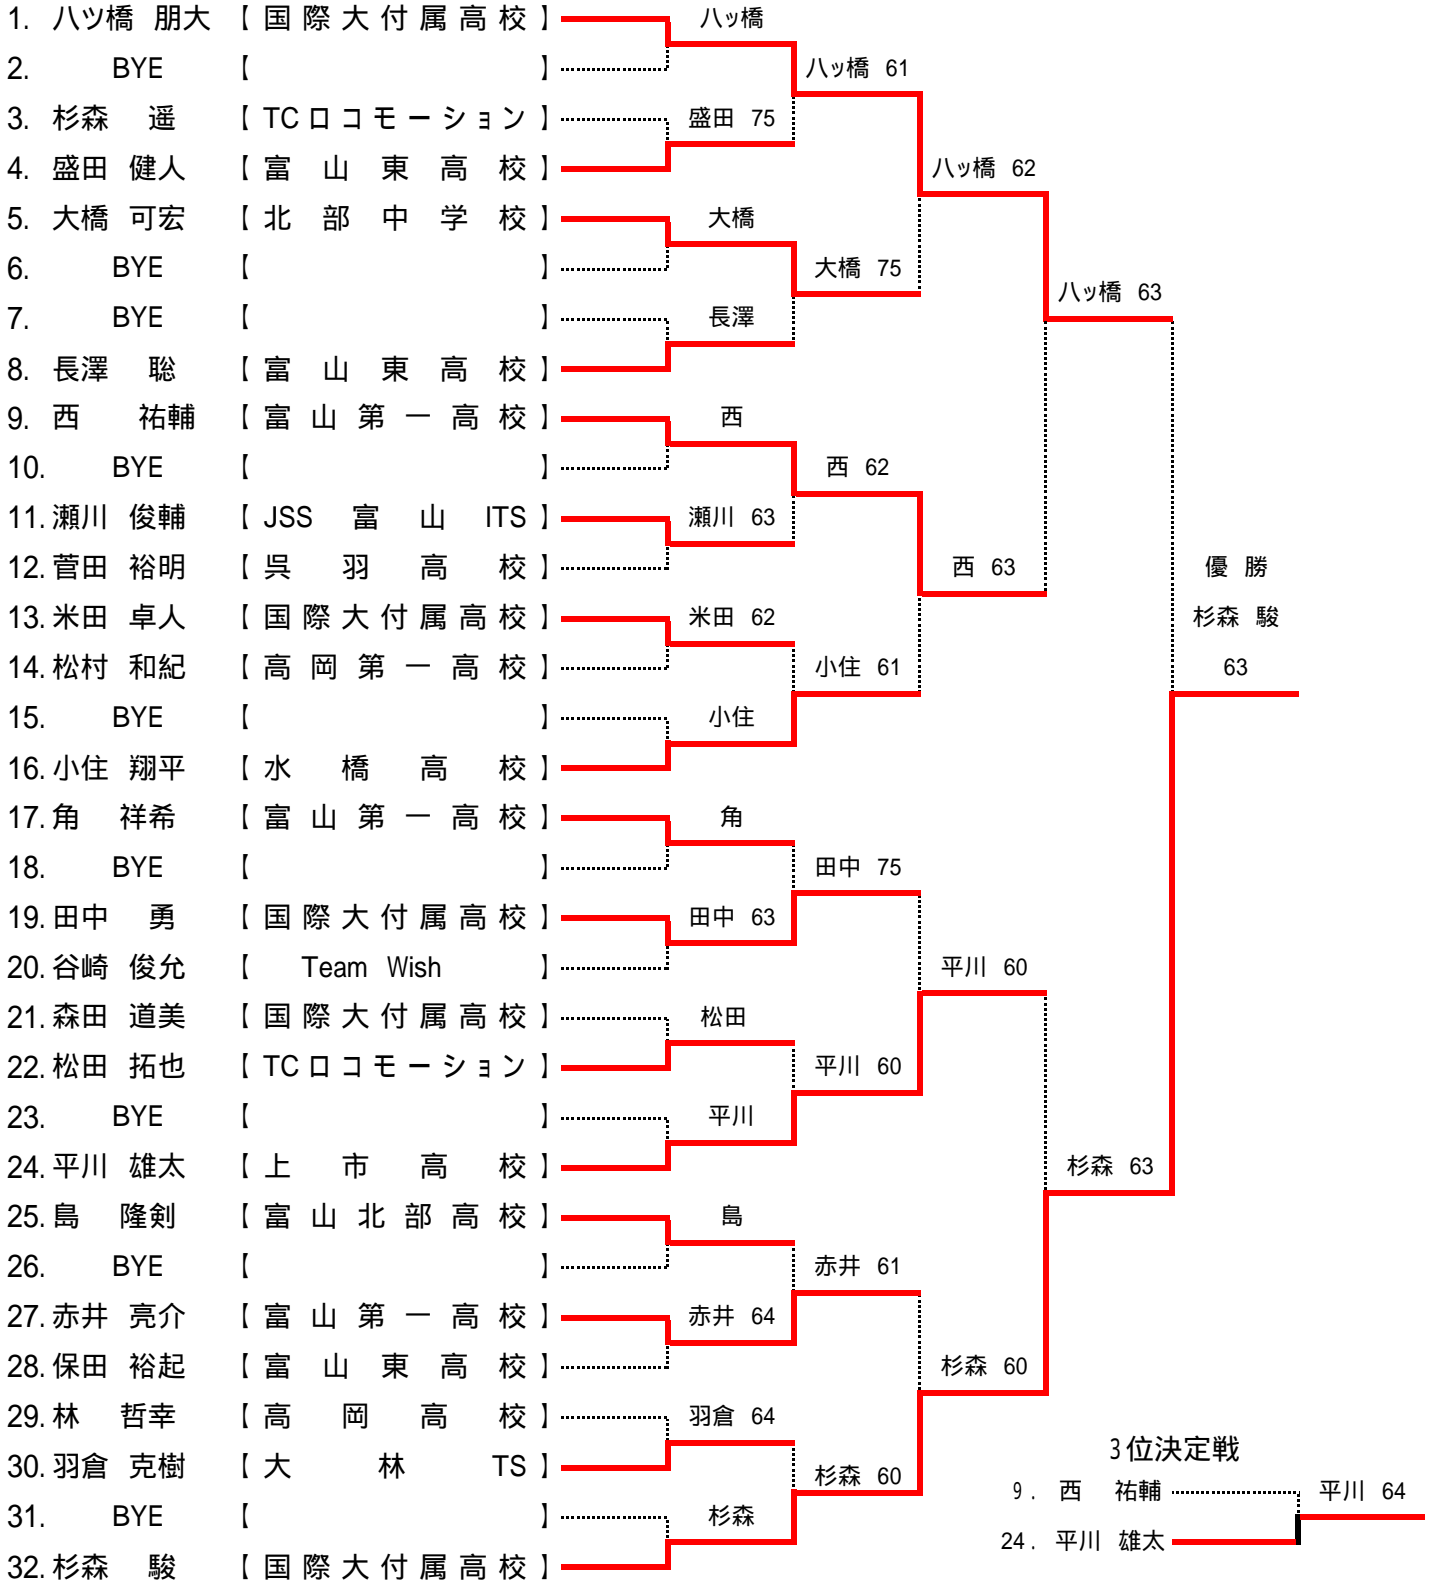 1. 八ツ橋 朋大 【 国際大付属高校 】 八ッ橋
2. BYE 【 】 八ッ橋 61
3. 杉森 遥 【 TCロコモーション 】 盛田 75
4. 盛田 健人 【 富山東高校 】 八ッ橋 62
5. 大橋 可宏 【 北部中学校 】 大橋
6. BYE 【 】 大橋 75
八ッ橋 63
7. BYE 【 】 長澤
8. 長澤 聡 【 富山東高校 】
9. 西 祐輔 【 富山第一高校 】 西
10. BYE 【 】 西 62
11. 瀬川 俊輔 【 JSS 富山 ITS 】 瀬川 63
12. 菅田 裕明 【 呉羽高校 】 西 63 優 勝
13. 米田 卓人 【 国際大付属高校 】 米田 62 杉森 駿
14. 松村 和紀 【 高岡第一高校 】 小住 61 63
15. BYE 【 】 小住
16. 小住 翔平 【 水橋高校 】
17. 角 祥希 【 富山第一高校 】 角
18. BYE 【 】 田中 75
19. 田中 勇 【 国際大付属高校 】 田中 63
20. 谷崎 俊允 【 Team Wish 】 平川 60
21. 森田 道美 【 国際大付属高校 】 松田
22. 松田 拓也 【 TCロコモーション 】 平川 60
23. BYE 【 】 平川
24. 平川 雄太 【 上市高校 】 杉森 63
25. 島 隆剣 【 富山北部高校 】 島
26. BYE 【 】 赤井 61
27. 赤井 亮介 【 富山第一高校 】 赤井 64
28. 保田 裕起 【 富山東高校 】 杉森 60
29. 林 哲幸 【 高岡高校 】 羽倉 64
3位決定戦
30. 羽倉 克樹 【 大林 TS 】 杉森 60
9. 西 祐輔 平川 64
31. BYE 【 】 杉森
24. 平川 雄太
32. 杉森 駿 【 国際大付属高校 】